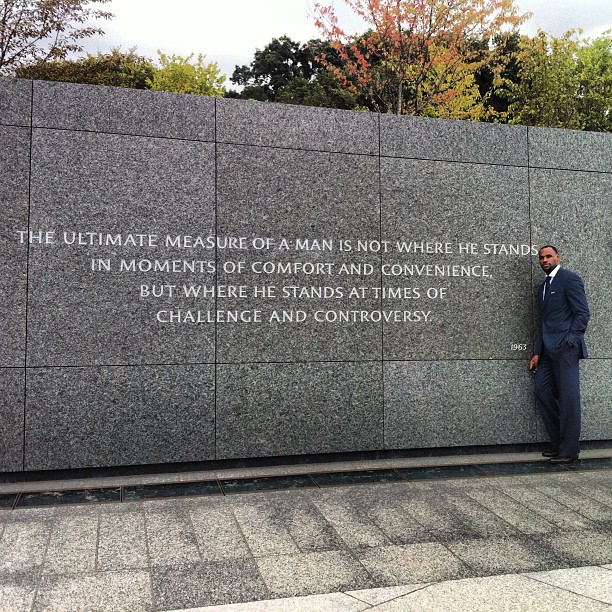 THE ULTIMATE MEASURE OF A MAN IS NOT WHERE HE STANDS
IN MOMENTS OF COMFORT AND CONVENIENCE,
BUT WHERE HE STANDS AT TIMES OF
CHALLENGE AND CONTROVERSY.
1963